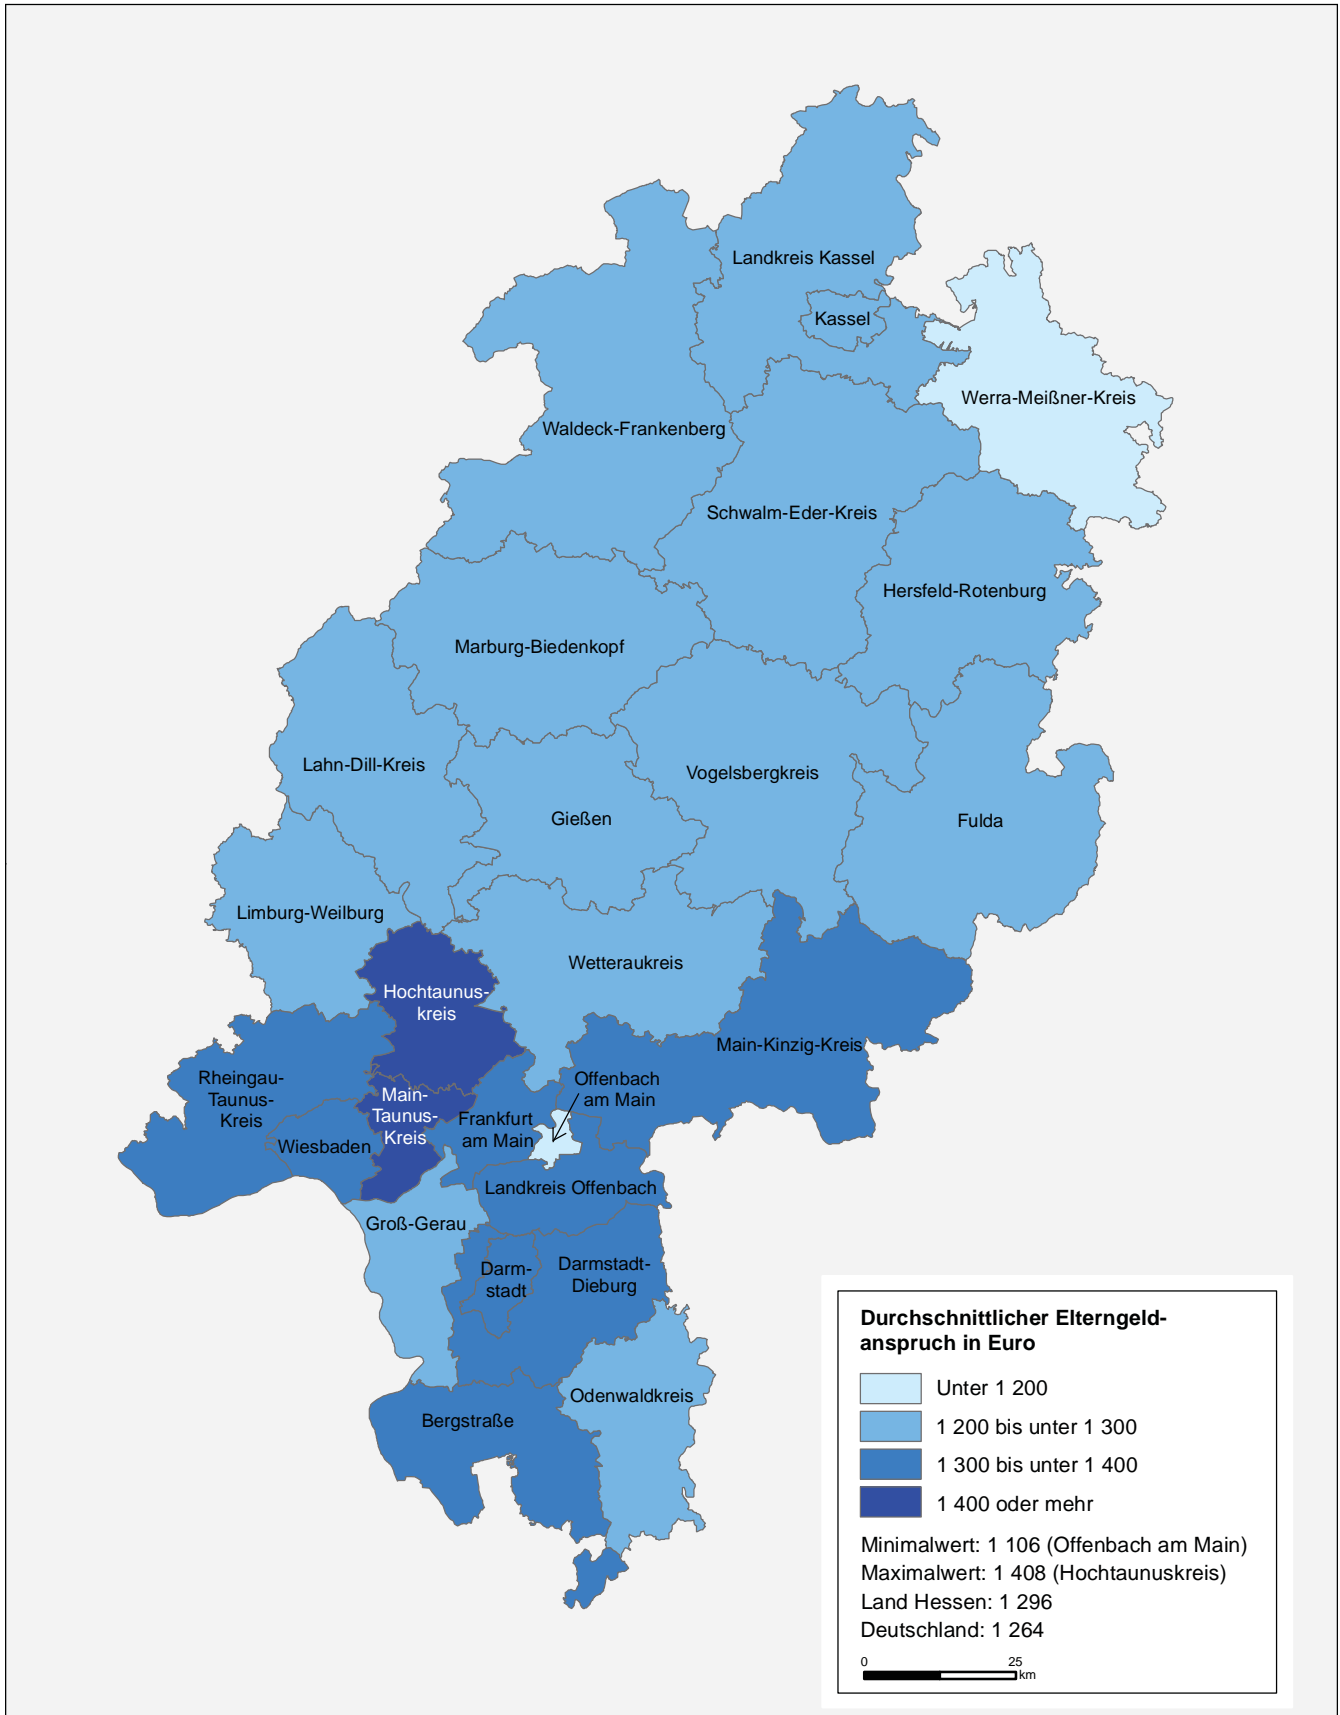 Landkreis Kassel
Kassel
Werra-Meißner-Kreis
Waldeck-Frankenberg
Schwalm-Eder-Kreis
Hersfeld-Rotenburg
Marburg-Biedenkopf
Lahn-Dill-Kreis
Vogelsbergkreis
Gießen
Fulda
Limburg-Weilburg
Wetteraukreis
Hochtaunus-
kreis
Main-Kinzig-Kreis
Rheingau-
Taunus-
Kreis
Main-
Taunus-
Kreis
Offenbach
am Main
Frankfurt
am Main
Wiesbaden
Landkreis Offenbach
Groß-Gerau
Darm-
stadt
Darmstadt-
Dieburg
Odenwaldkreis
Bergstraße
Durchschnittlicher Elterngeld-
anspruch in Euro
Unter 1 200
1 200 bis unter 1 300
1 300 bis unter 1 400
1 400 oder mehr
Minimalwert: 1 106 (Offenbach am Main)
Maximalwert: 1 408 (Hochtaunuskreis)
Land Hessen: 1 296
Deutschland: 1 264
0 25
km